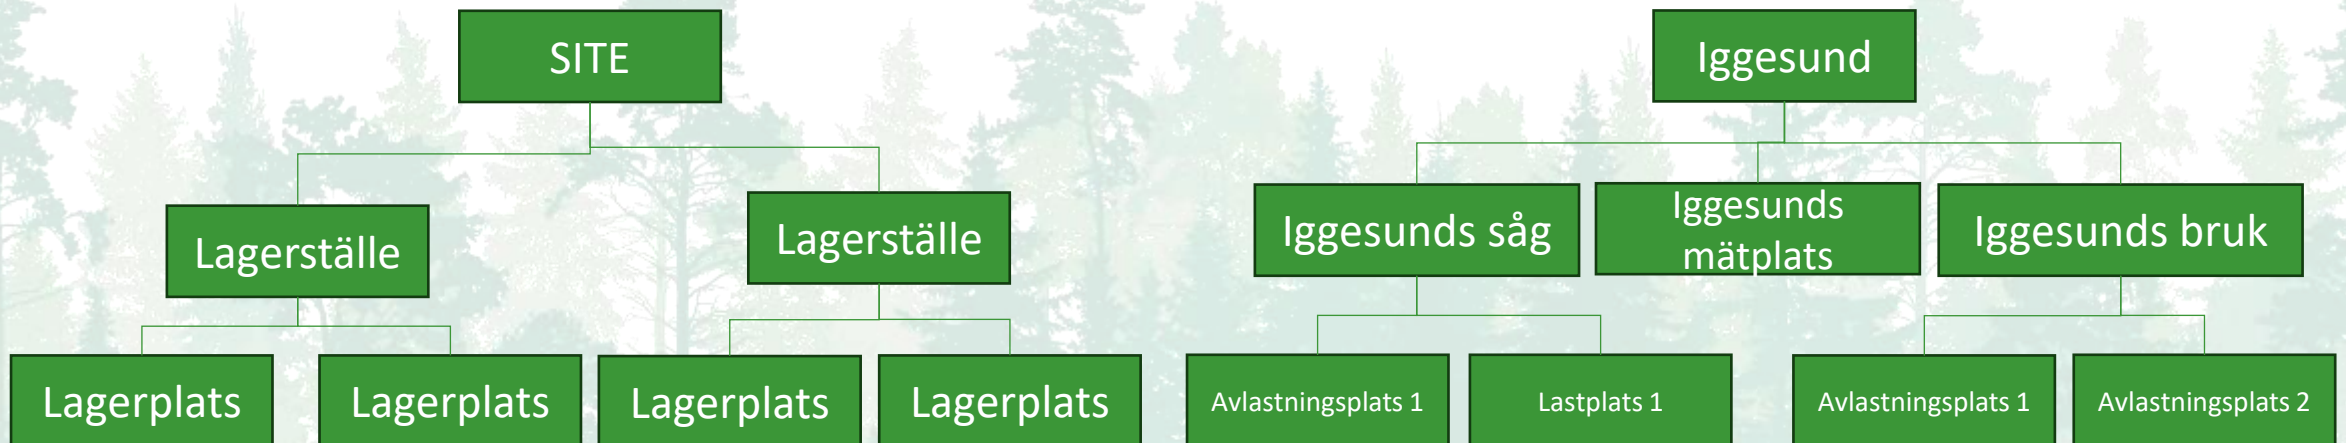 SITE
Iggesund
Lagerställe
Lagerställe
Iggesunds såg
Iggesunds
mätplats
Iggesunds bruk
Lagerplats
Lagerplats
Lagerplats
Lagerplats
Avlastningsplats 1
Lastplats 1
Avlastningsplats 1
Avlastningsplats 2